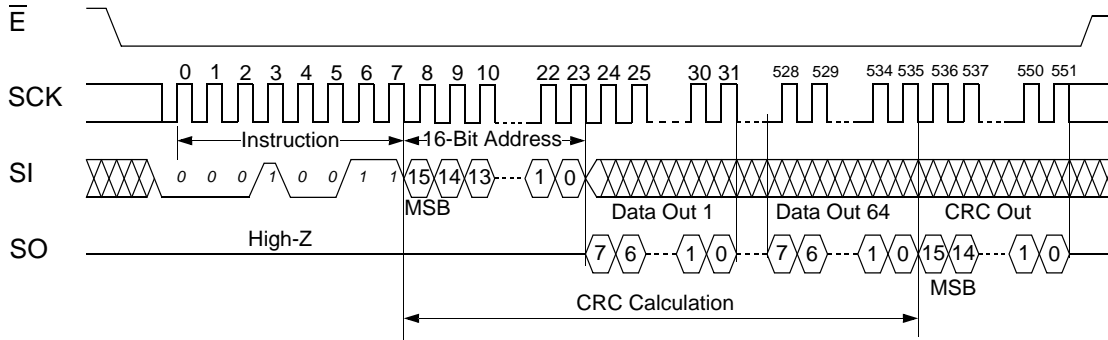 E
0 1 2 3 4 5 6 7 8 9 10 22 23 24 25 30 31 528 529 534 535 536 537 550 551
SCK
Instruction 16-Bit Address
SI 0 0 0 1 0 0 1 1 15 14 13 1 0
MSB Data Out 1 Data Out 64 CRC Out
High-Z
SO 7 6 1 0 7 6 1 0 15 14 1 0
MSB
CRC Calculation